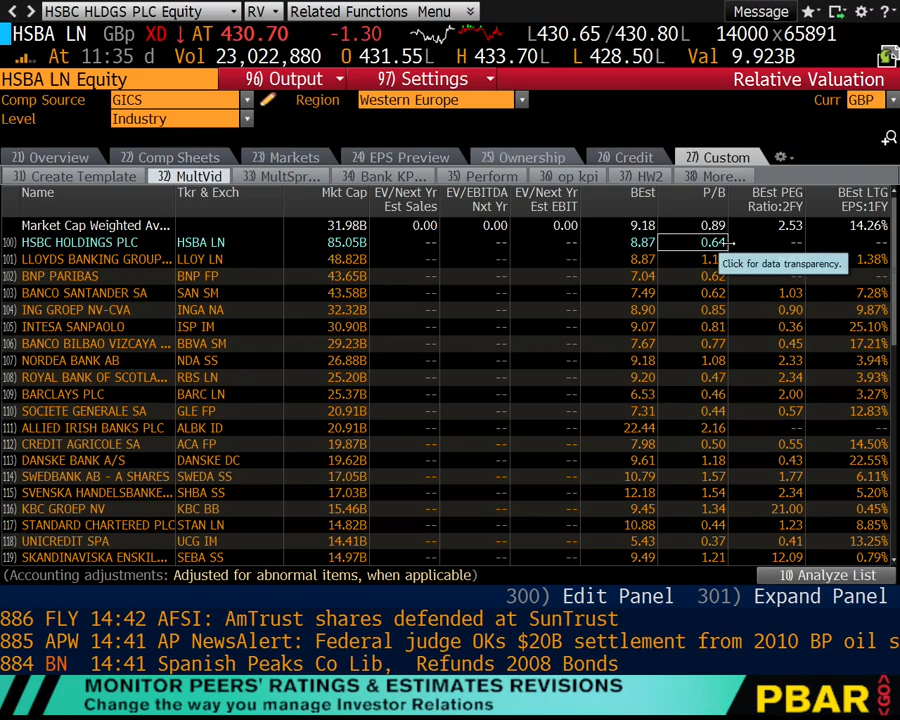 HSBC HLDGS PLC Equity RV Related Functions Menu Message
HSBA LN GBp XD ↓ AT 430.70 -1.30 L430.65 / 430.80L 14000 x65891
At 11:35 d Vol 23,022,880 O 431.55L H 433.70L L 428.50L Val 9.923B
HSBA LN Equity 96) Output 97) Settings Relative Valuation
Comp Source GICS Region Western Europe Curr GBP
Level Industry
21) Overview 22) Comp Sheets 23) Markets 24) EPS Preview 25) Ownership 26) Credit 27) Custom
31) Create Template 32) MultVid 33) MultSpr... 34) Bank KP... 35) Perform 36) op kpi 37) HW2 38) More...
Name Tkr & Exch Mkt Cap EV/Next Yr EV/EBITDA EV/Next Yr BEst P/B BEst PEG BEst LTG
Est Sales Nxt Yr Est EBIT Ratio:2FY EPS:1FY
Market Cap Weighted Av... 31.98B 0.00 0.00 0.00 9.18 0.89 2.53 14.26%
100) HSBC HOLDINGS PLC HSBA LN 85.05B -- -- -- 8.87 0.64 -- --
101) LLOYDS BANKING GROUP... LLOY LN 48.82B -- -- -- 8.87 1.38%
Click for data transparency.
102) BNP PARIBAS BNP FP 43.65B -- -- -- 7.04 0.62
103) BANCO SANTANDER SA SAN SM 43.58B -- -- -- 7.49 0.62 1.03 7.28%
104) ING GROEP NV-CVA INGA NA 32.32B -- -- -- 8.90 0.85 0.90 9.87%
105) INTESA SANPAOLO ISP IM 30.90B -- -- -- 9.07 0.81 0.36 25.10%
106) BANCO BILBAO VIZCAYA ... BBVA SM 29.23B -- -- -- 7.67 0.77 0.45 17.21%
107) NORDEA BANK AB NDA SS 26.88B -- -- -- 9.18 1.08 2.33 3.94%
108) ROYAL BANK OF SCOTLA... RBS LN 25.20B -- -- -- 9.20 0.47 2.34 3.93%
109) BARCLAYS PLC BARC LN 25.37B -- -- -- 6.53 0.46 2.00 3.27%
110) SOCIETE GENERALE SA GLE FP 20.91B -- -- -- 7.31 0.44 0.57 12.83%
111) ALLIED IRISH BANKS PLC ALBK ID 20.91B -- -- -- 22.44 2.16 -- --
112) CREDIT AGRICOLE SA ACA FP 19.87B -- -- -- 7.98 0.50 0.55 14.50%
113) DANSKE BANK A/S DANSKE DC 19.62B -- -- -- 9.61 1.18 0.43 22.55%
114) SWEDBANK AB - A SHARES SWEDA SS 17.05B -- -- -- 10.79 1.57 1.77 6.11%
115) SVENSKA HANDELSBANKE... SHBA SS 17.03B -- -- -- 12.18 1.54 2.34 5.20%
116) KBC GROEP NV KBC BB 15.46B -- -- -- 9.45 1.34 21.00 0.45%
117) STANDARD CHARTERED PLC STAN LN 14.82B -- -- -- 10.88 0.44 1.23 8.85%
118) UNICREDIT SPA UCG IM 14.41B -- -- -- 5.43 0.37 0.41 13.25%
119) SKANDINAVISKA ENSKIL... SEBA SS 14.97B -- -- -- 9.49 1.21 12.09 0.79%
(Accounting adjustments: Adjusted for abnormal items, when applicable) 10) Analyze List
300) Edit Panel 301) Expand Panel
886 FLY 14:42 AFSI: AmTrust shares defended at SunTrust
885 APW 14:41 AP NewsAlert: Federal judge OKs $20B settlement from 2010 BP oil s
884 BN 14:41 Spanish Peaks Co Lib, Refunds 2008 Bonds
MONITOR PEERS' RATINGS & ESTIMATES REVISIONS
Change the way you manage Investor Relations
PBAR <GO>